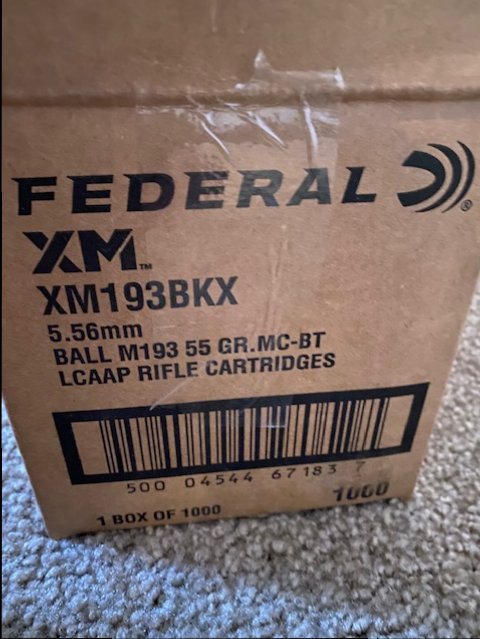 FEDERAL ®
XM™
XM193BKX
5.56mm
BALL M193 55 GR.MC-BT
LCAAP RIFLE CARTRIDGES
500 04544 67183 7
1000
1 BOX OF 1000